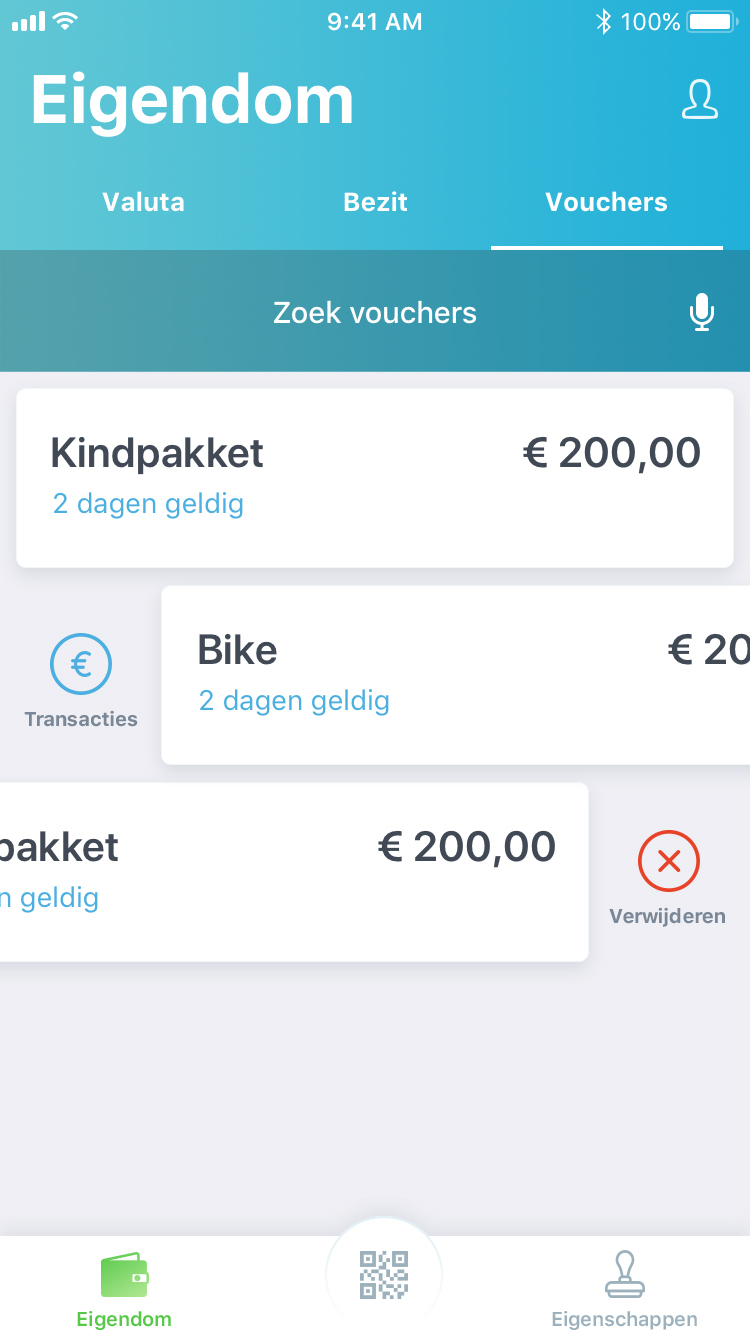 9:41 AM
100%
Eigendom
Valuta
Bezit
Vouchers
Zoek vouchers
Kindpakket
€ 200,00
2 dagen geldig
Bike
€ 20
2 dagen geldig
Transacties
pakket
€ 200,00
n geldig
Verwijderen
Eigendom
Eigenschappen